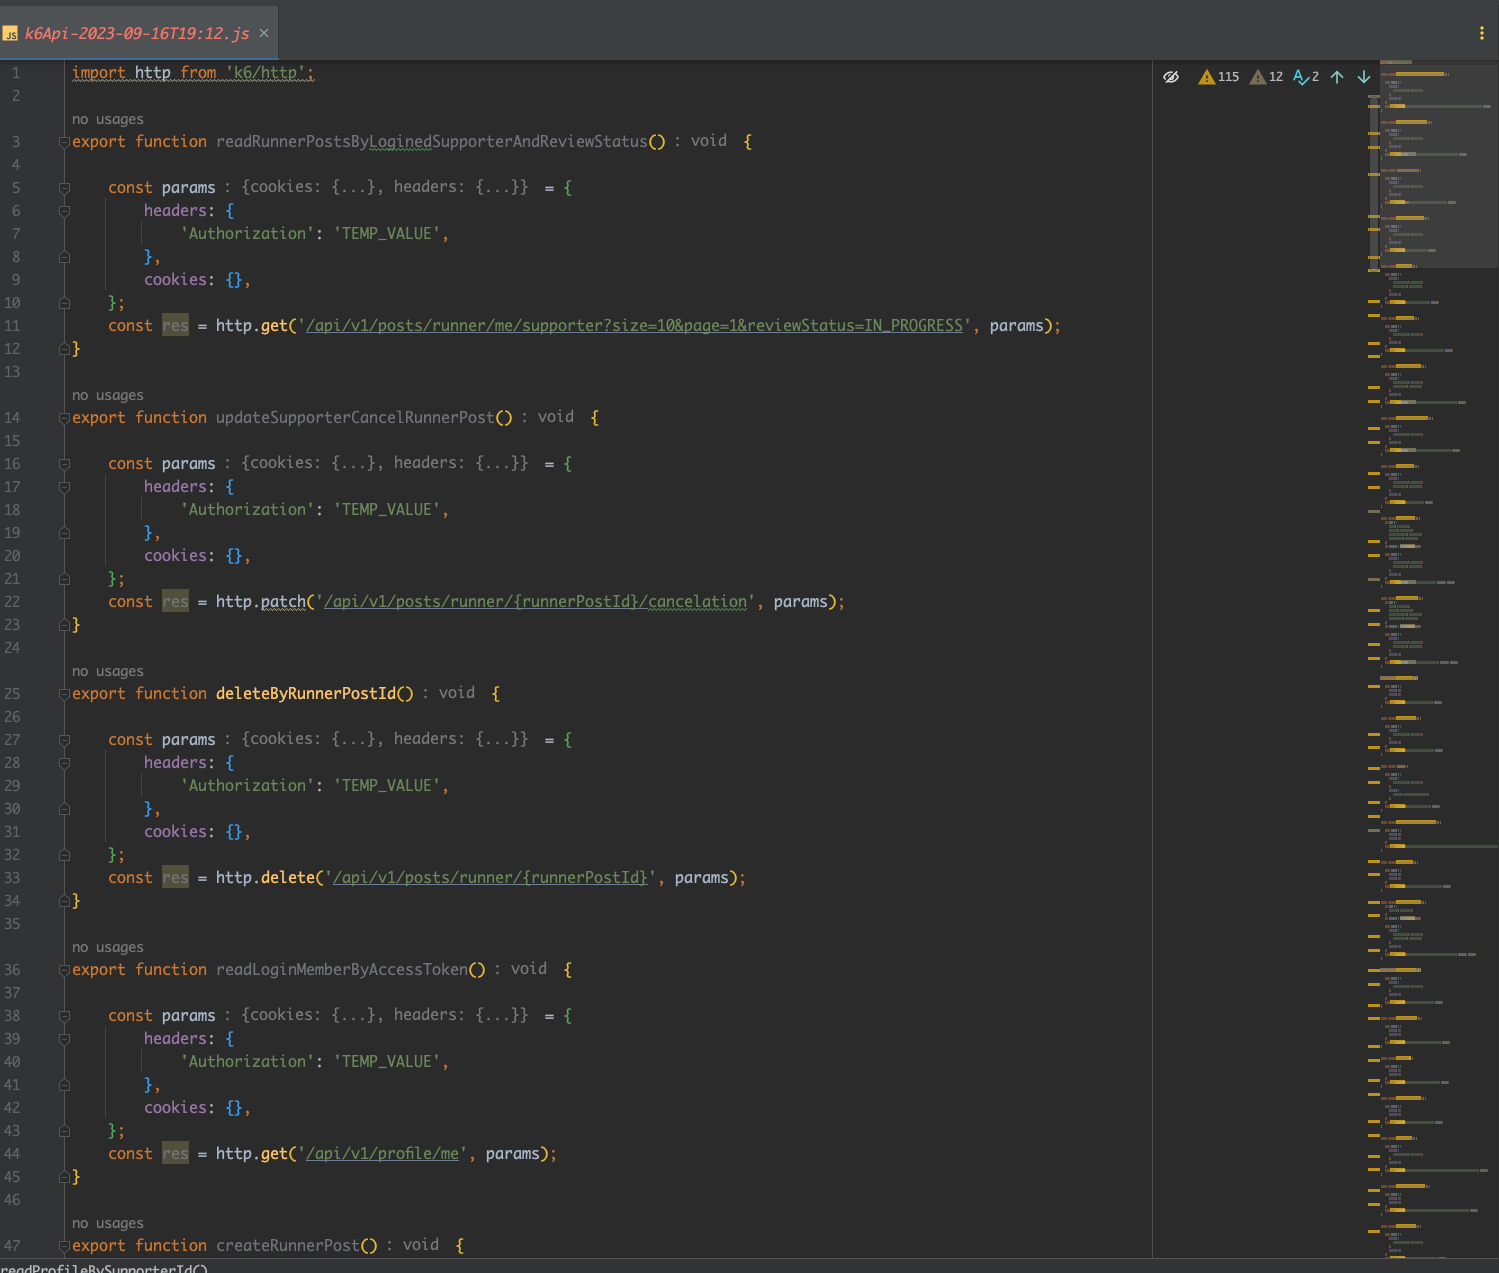 JS k6Api-2023-09-16T19:12.js ×
115 12 2
1 import http from 'k6/http';
2
no usages
3 export function readRunnerPostsByLoginedSupporterAndReviewStatus() : void {
4
5 const params : {cookies: {...}, headers: {...}} = {
6 headers: {
7 'Authorization': 'TEMP_VALUE',
8 },
9 cookies: {},
10 };
11 const res = http.get('/api/v1/posts/runner/me/supporter?size=10&page=1&reviewStatus=IN_PROGRESS', params);
12 }
13
no usages
14 export function updateSupporterCancelRunnerPost() : void {
15
16 const params : {cookies: {...}, headers: {...}} = {
17 headers: {
18 'Authorization': 'TEMP_VALUE',
19 },
20 cookies: {},
21 };
22 const res = http.patch('/api/v1/posts/runner/{runnerPostId}/cancelation', params);
23 }
24
no usages
25 export function deleteByRunnerPostId() : void {
26
27 const params : {cookies: {...}, headers: {...}} = {
28 headers: {
29 'Authorization': 'TEMP_VALUE',
30 },
31 cookies: {},
32 };
33 const res = http.delete('/api/v1/posts/runner/{runnerPostId}', params);
34 }
35
no usages
36 export function readLoginMemberByAccessToken() : void {
37
38 const params : {cookies: {...}, headers: {...}} = {
39 headers: {
40 'Authorization': 'TEMP_VALUE',
41 },
42 cookies: {},
43 };
44 const res = http.get('/api/v1/profile/me', params);
45 }
46
no usages
47 export function createRunnerPost() : void {
readProfileBySupporterId()